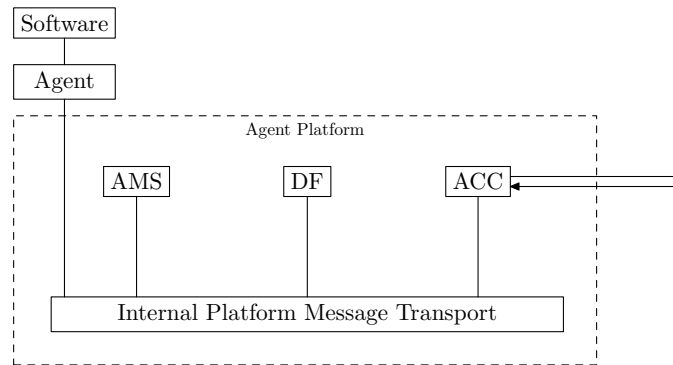 Software
Agent
Agent Platform
AMS
DF
ACC
Internal Platform Message Transport